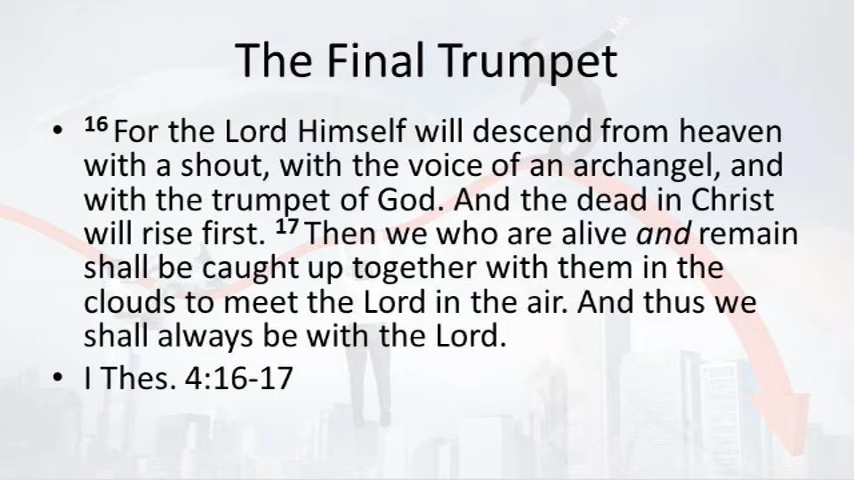 The Final Trumpet
• 16 For the Lord Himself will descend from heaven
with a shout, with the voice of an archangel, and
with the trumpet of God. And the dead in Christ
will rise first. 17 Then we who are alive and remain
shall be caught up together with them in the
clouds to meet the Lord in the air. And thus we
shall always be with the Lord.
• I Thes. 4:16-17